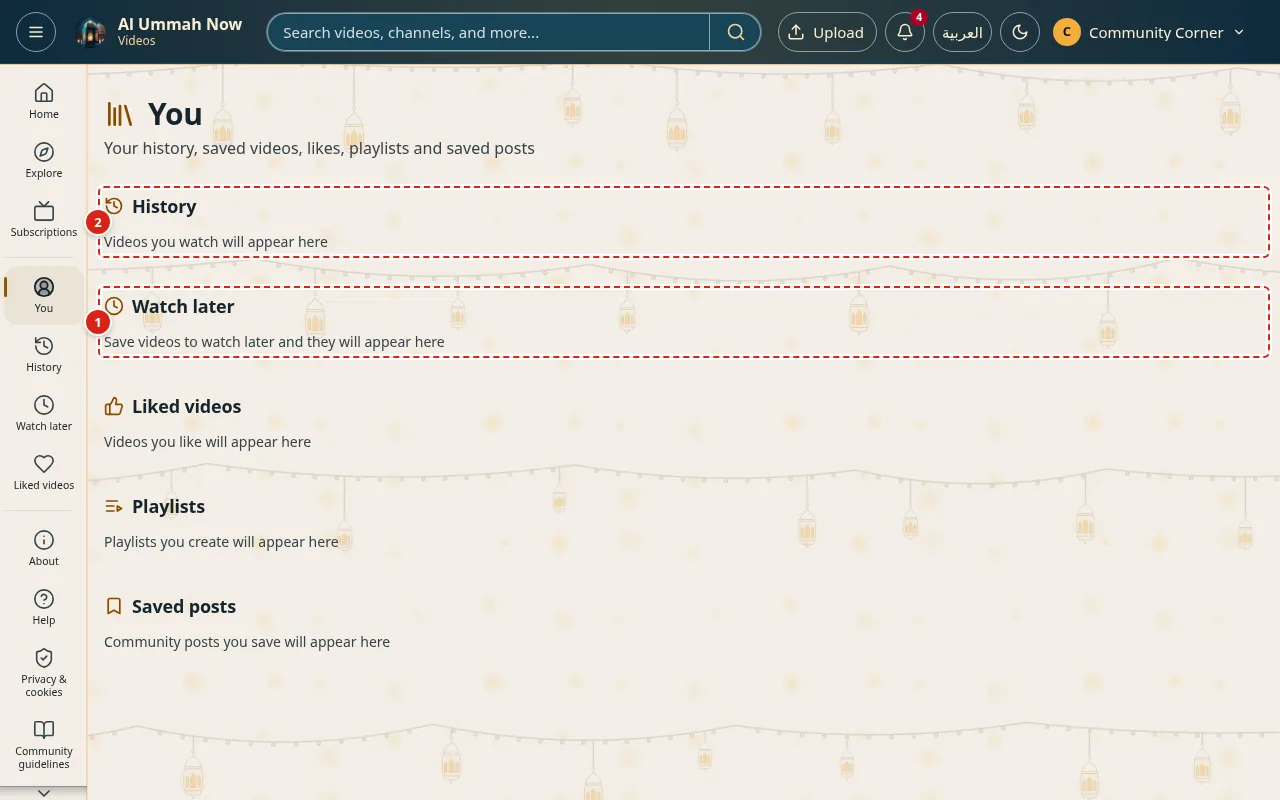 Al Ummah Now
Videos
Search videos, channels, and more...
Upload
4
العربية
C
Community Corner
Home
Explore
Subscriptions
You
History
Watch later
Liked videos
About
Help
Privacy &
cookies
Community
guidelines
You
Your history, saved videos, likes, playlists and saved posts
2
History
Videos you watch will appear here
1
Watch later
Save videos to watch later and they will appear here
Liked videos
Videos you like will appear here
Playlists
Playlists you create will appear here
Saved posts
Community posts you save will appear here